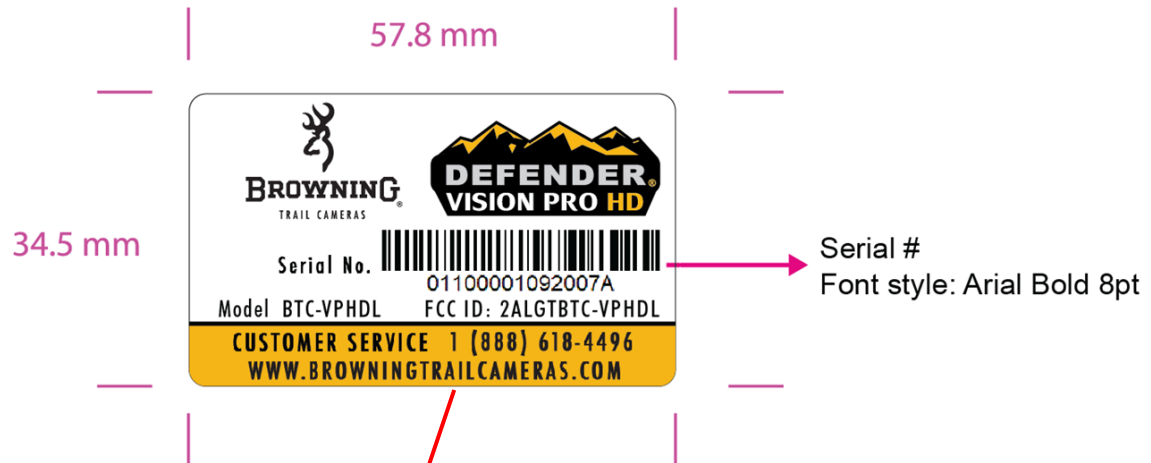 57.8 mm
34.5 mm
BROWNING®
TRAIL CAMERAS
DEFENDER®
VISION PRO HD
Serial No.
01100001092007A
Model BTC-VPHDL FCC ID: 2ALGTBTC-VPHDL
CUSTOMER SERVICE 1 (888) 618-4496
WWW.BROWNINGTRAILCAMERAS.COM
Serial #
Font style: Arial Bold 8pt